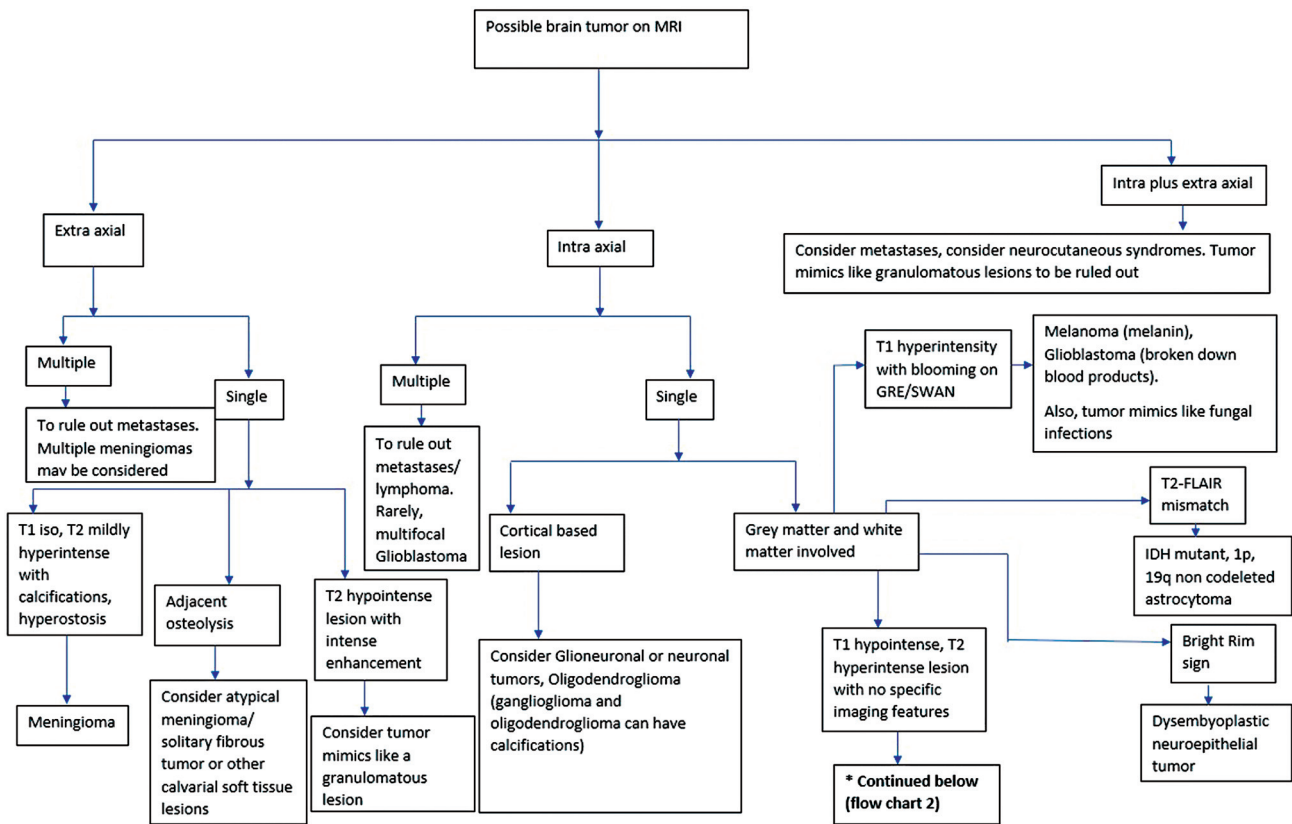 Possible brain tumor on MRI
Intra plus extra axial
Extra axial
Intra axial
Consider metastases, consider neurocutaneous syndromes. Tumor
mimics like granulomatous lesions to be ruled out
Multiple
Single
To rule out metastases.
Multiple meningiomas
mav be considered
Multiple
Single
To rule out
metastases/
lymphoma.
Rarely,
multifocal
Glioblastoma
T1 hyperintensity
with blooming on
GRE/SWAN
Melanoma (melanin),
Glioblastoma (broken down
blood products).
Also, tumor mimics like fungal
infections
T1 iso, T2 mildly
hyperintense
with
calcifications,
hyperostosis
Adjacent
osteolysis
T2 hypointense
lesion with
intense
enhancement
Cortical based
lesion
Grey matter and white
matter involved
T2-FLAIR
mismatch
IDH mutant, 1p,
19q non codeleted
astrocytoma
Meningioma
Consider atypical
meningioma/
solitary fibrous
tumor or other
calvarial soft tissue
lesions
Consider tumor
mimics like a
granulomatous
lesion
Consider Glioneuronal or neuronal
tumors, Oligodendroglioma
(ganglioglioma and
oligodendroglioma can have
calcifications)
T1 hypointense, T2
hyperintense lesion
with no specific
imaging features
Bright Rim
sign
Dysembyoplastic
neuroepithelial
tumor
* Continued below
(flow chart 2)